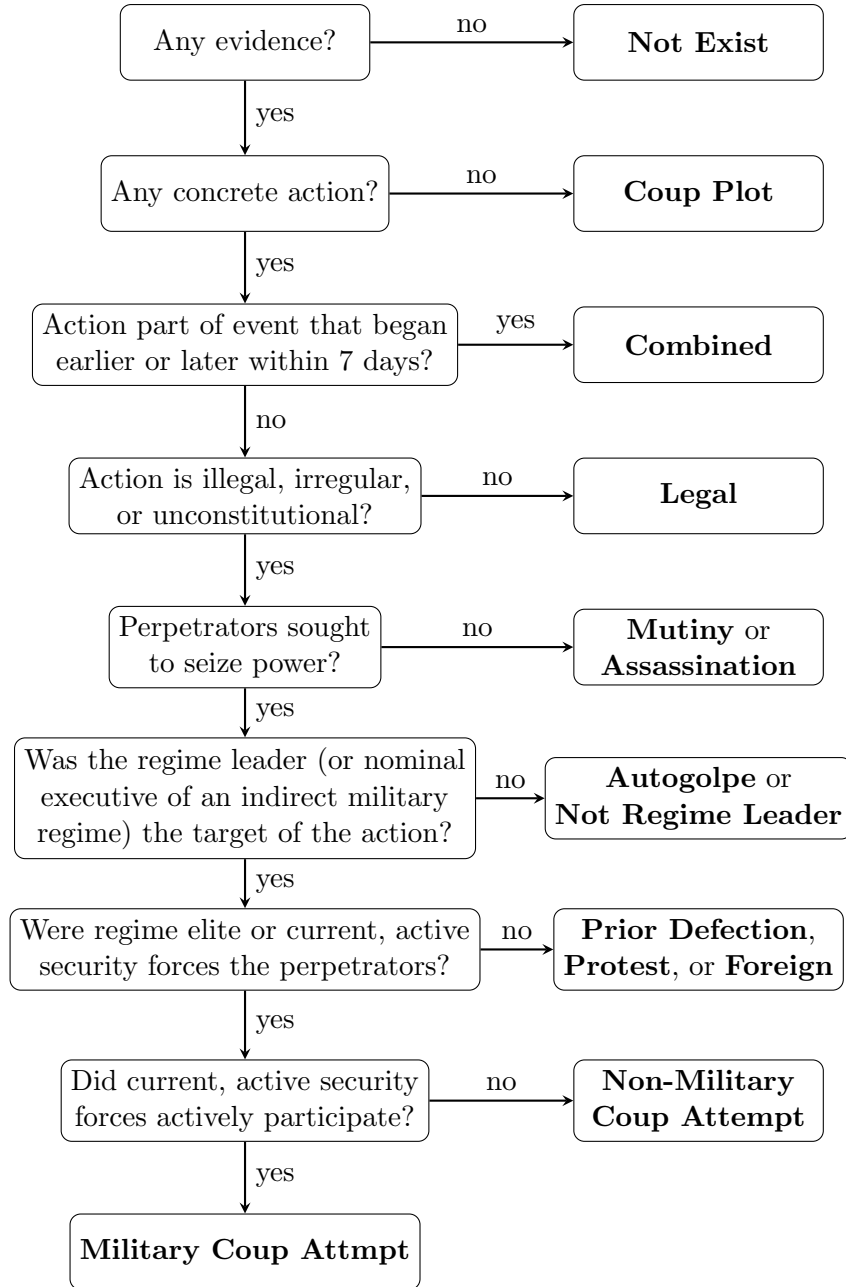 Any evidence?
no
Not Exist
yes
Any concrete action?
no
Coup Plot
yes
Action part of event that began
earlier or later within 7 days?
yes
Combined
no
Action is illegal, irregular,
or unconstitutional?
no
Legal
yes
Perpetrators sought
to seize power?
no
Mutiny or
Assassination
yes
Was the regime leader (or nominal
executive of an indirect military
regime) the target of the action?
no
Autogolpe or
Not Regime Leader
yes
Were regime elite or current, active
security forces the perpetrators?
no
Prior Defection,
Protest, or Foreign
yes
Did current, active security
forces actively participate?
no
Non-Military
Coup Attempt
yes
Military Coup Attmpt